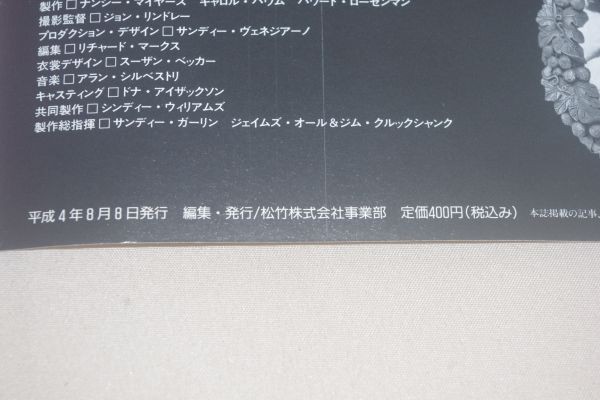 製作□ナンシー・マイヤーズ　キャロル・バウム　ハワード・ローゼンマン
撮影監督□ジョン・リンドレー
プロダクション・デザイン□サンディー・ヴェネジアーノ
編集□リチャード・マークス
衣裳デザイン□スーザン・ベッカー
音楽□アラン・シルベストリ
キャスティング□ドナ・アイザックソン
共同製作□シンディー・ウィリアムズ
製作総指揮□サンディー・ガーリン　ジェイムズ・オール&ジム・クルックシャンク
平成4年8月8日発行　編集・発行/松竹株式会社事業部　定価400円(税込み)　本誌掲載の記事、